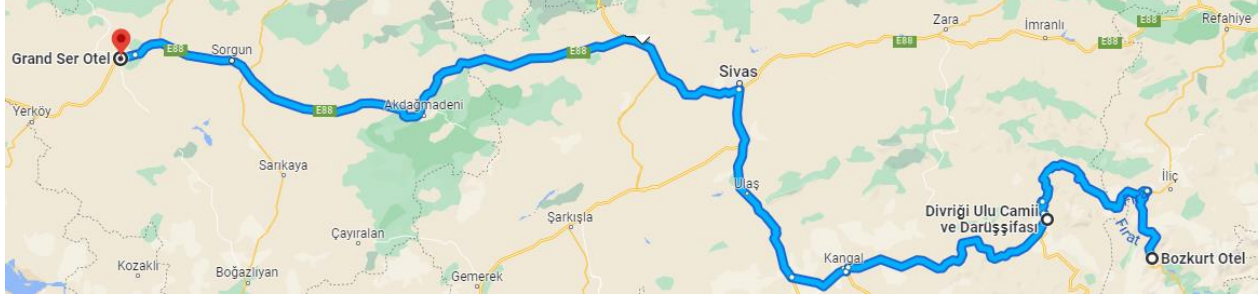 Zara
İmranlı
Refahiye
E88
E88
E88
E88
E88
Grand Ser Otel
Sorgun
Sivas
Yerköy
Akdağmadeni
Sarıkaya
Ulaş
İliç
Şarkışla
Divriği Ulu Camii
ve Darüşşifası
Fırat
Çayıralan
Kozaklı
Boğazlıyan
Gemerek
Kangal
Bozkurt Otel